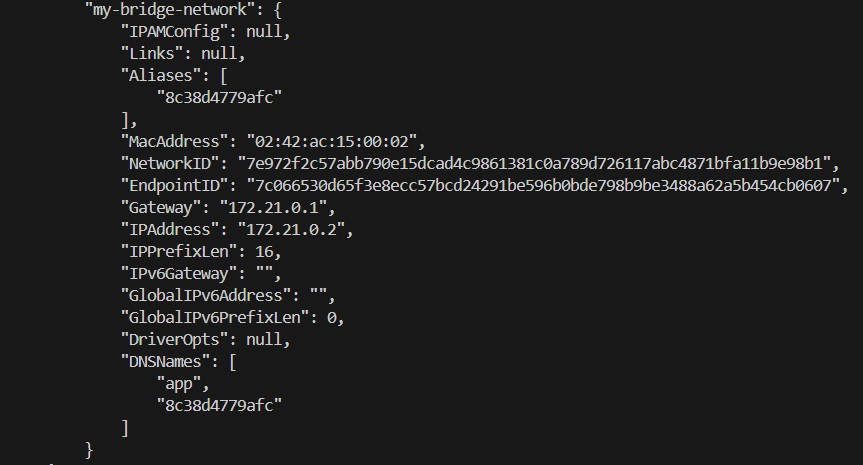 "my-bridge-network": {
"IPAMConfig": null,
"Links": null,
"Aliases": [
"8c38d4779afc"
],
"MacAddress": "02:42:ac:15:00:02",
"NetworkID": "7e972f2c57abb790e15dcad4c9861381c0a789d726117abc4871bfa11b9e98b1",
"EndpointID": "7c066530d65f3e8ecc57bcd24291be596b0bde798b9be3488a62a5b454cb0607",
"Gateway": "172.21.0.1",
"IPAddress": "172.21.0.2",
"IPPrefixLen": 16,
"IPv6Gateway": "",
"GlobalIPv6Address": "",
"GlobalIPv6PrefixLen": 0,
"DriverOpts": null,
"DNSNames": [
"app",
"8c38d4779afc"
]
}